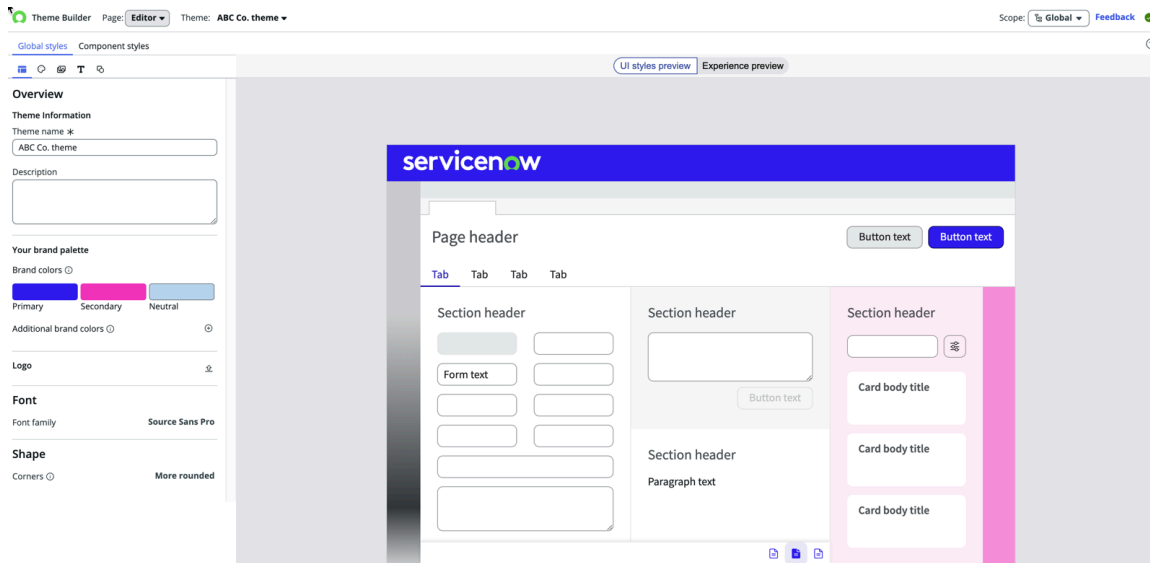 Theme Builder Page: Editor Theme: ABC Co. theme Scope: Global Feedback
Global styles Component styles
UI styles preview Experience preview
Overview
Theme Information
Theme name *
ABC Co. theme
Description
Your brand palette
Brand colors
Primary Secondary Neutral
Additional brand colors
Logo
Font
Font family Source Sans Pro
Shape
Corners More rounded
servicenow
Page header Button text Button text
Tab Tab Tab Tab
Section header
Form text
Section header
Button text
Section header
Paragraph text
Section header
Card body title
Card body title
Card body title